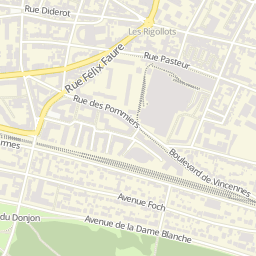 Rue Diderot
Les Rigollots
Rue Félix Faure
Rue Pasteur
Rue des Pommiers
Boulevard de Vincennes
Avenue Foch
du Donjon
Avenue de la Dame Blanche